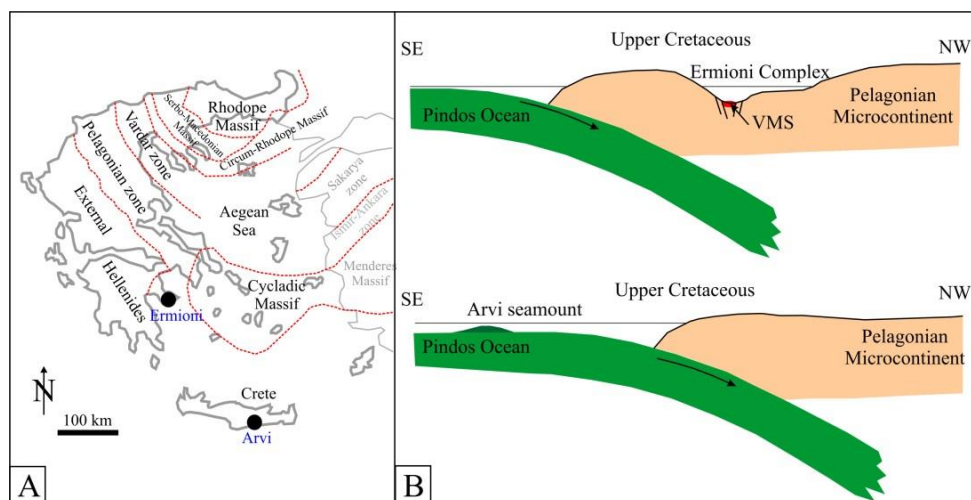 Rhodope
Massif
Serbo-Macedonian
Massif
Circum-Rhodope Massif
Vardar zone
Pelagonian zone
External
Hellenides
Aegean
Sea
Sakarya
zone
Ismir-Ankara
zone
Menderes
Massif
Cycladic
Massif
Ermioni
N
100 km
Crete
Arvi
A
SE
Upper Cretaceous
NW
Ermioni Complex
Pindos Ocean
VMS
Pelagonian
Microcontinent
SE
Upper Cretaceous
NW
Arvi seamount
Pindos Ocean
Pelagonian
Microcontinent
B